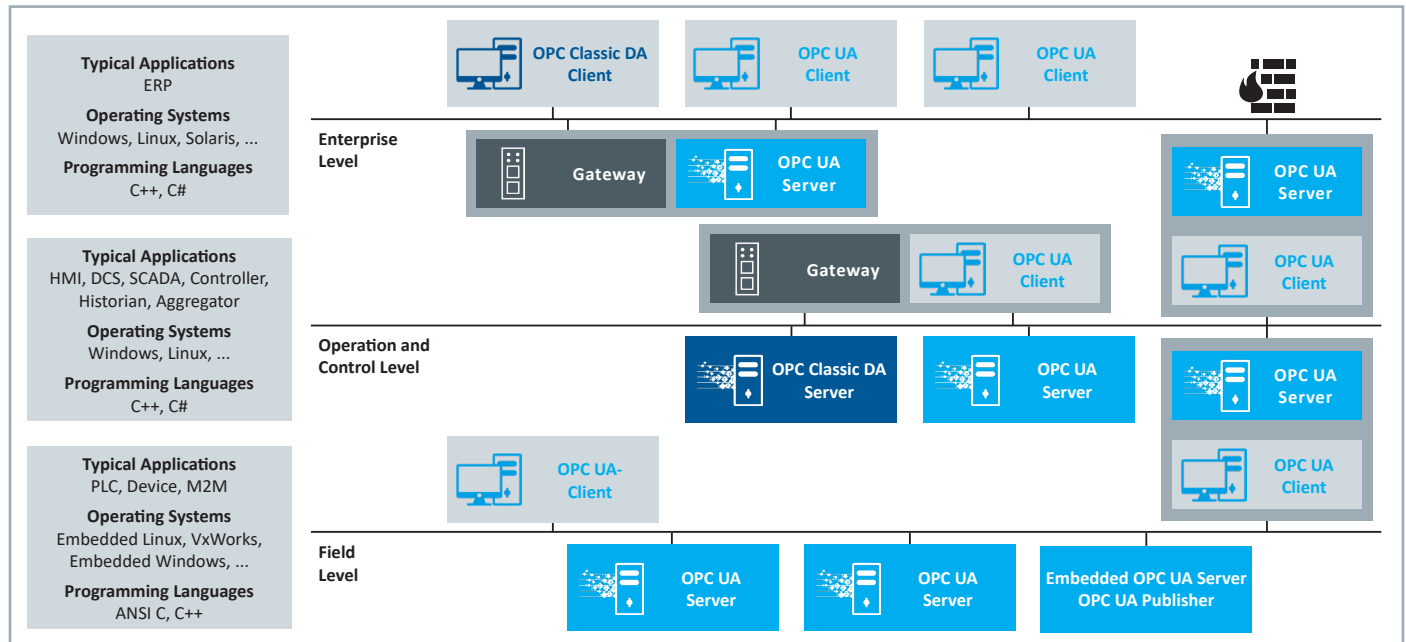 Typical Applications
ERP
Operating Systems
Windows, Linux, Solaris, ...
Programming Languages
C++, C#
Typical Applications
HMI, DCS, SCADA, Controller,
Historian, Aggregator
Operating Systems
Windows, Linux, ...
Programming Languages
C++, C#
Typical Applications
PLC, Device, M2M
Operating Systems
Embedded Linux, VxWorks,
Embedded Windows, ...
Programming Languages
ANSI C, C++
OPC Classic DA
Client
OPC UA
Client
OPC UA
Client
Enterprise
Level
Gateway
OPC UA
Server
OPC UA
Server
Gateway
OPC UA
Client
OPC UA
Client
Operation and
Control Level
OPC Classic DA
Server
OPC UA
Server
OPC UA
Server
OPC UA-
Client
OPC UA
Client
Field
Level
OPC UA
Server
OPC UA
Server
Embedded OPC UA Server
OPC UA Publisher